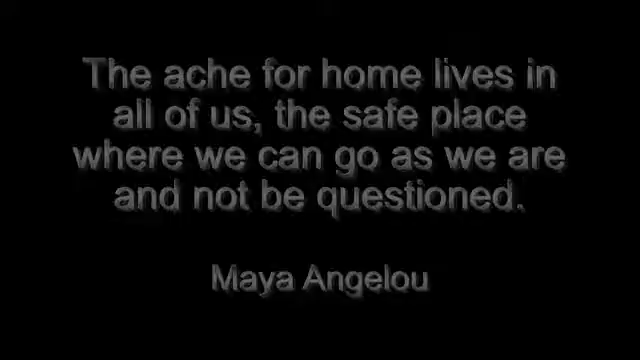 The ache for home lives in
all of us, the safe place
where we can go as we are
and not be questioned.
Maya Angelou